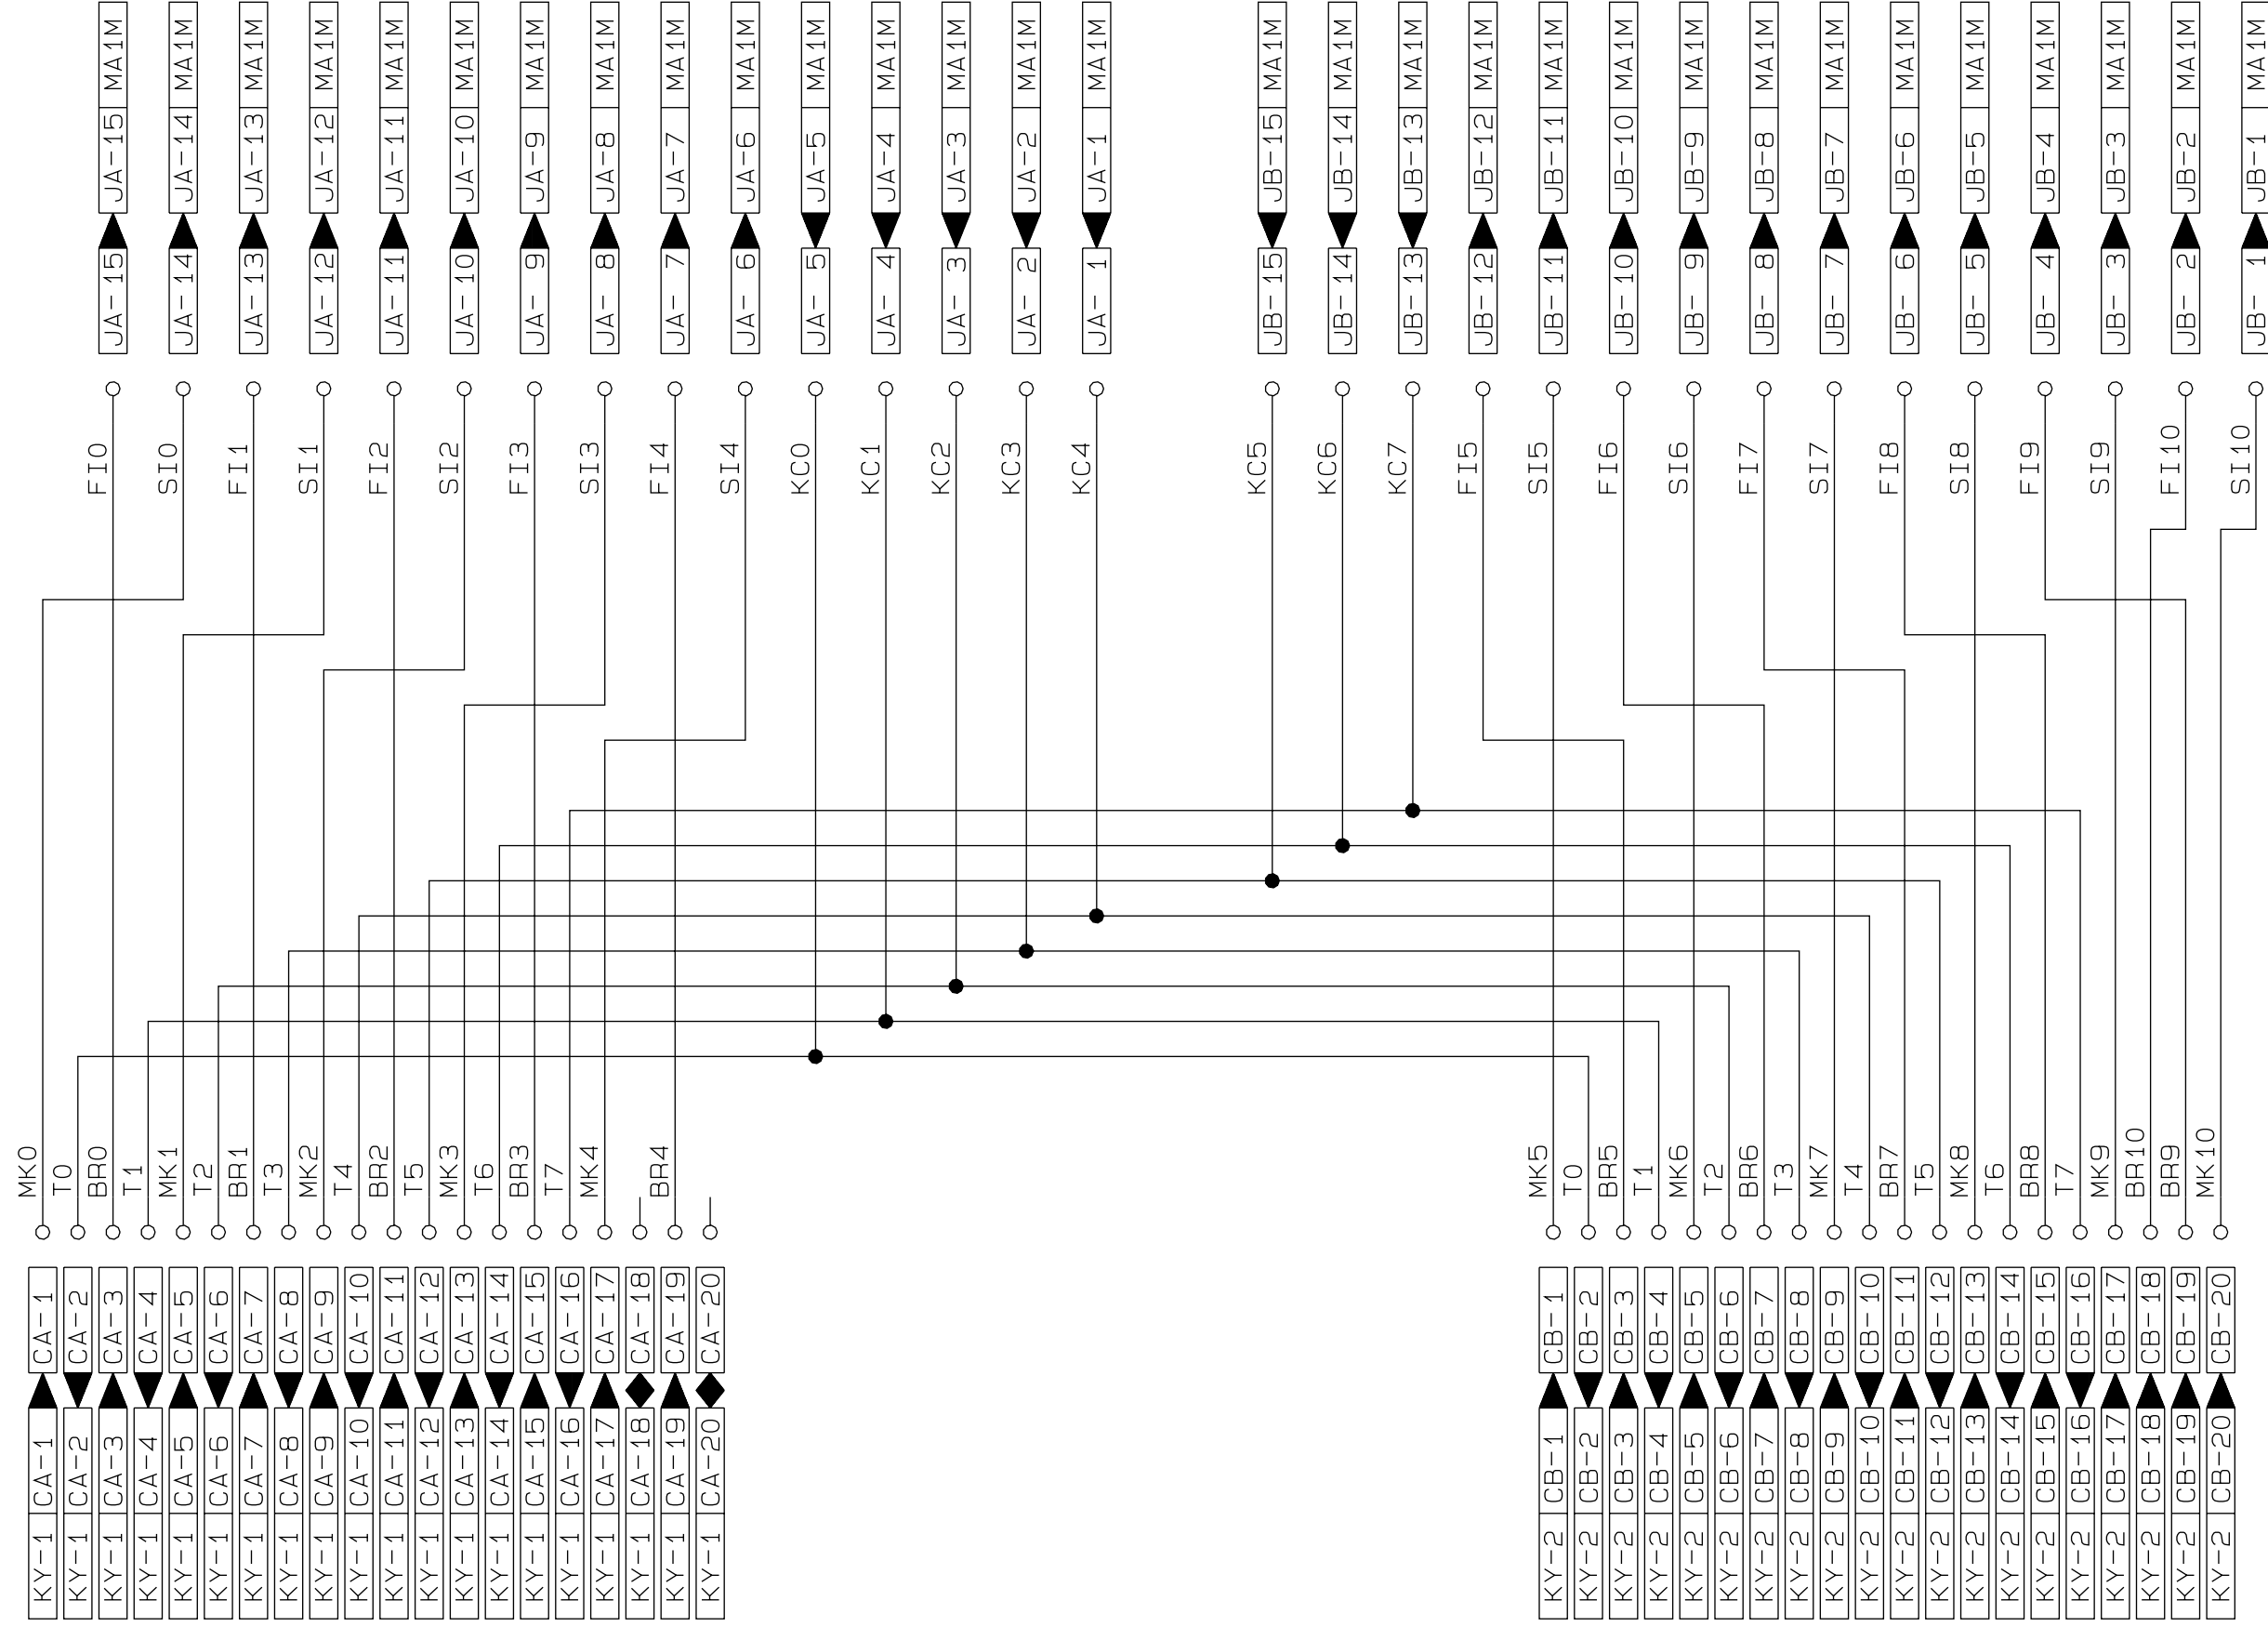 MA1M MA1M MA1M MA1M MA1M MA1M MA1M MA1M MA1M MA1M MA1M MA1M MA1M MA1M MA1M MA1M MA1M MA1M MA1M MA1M MA1M MA1M MA1M MA1M MA1M MA1M MA1M MA1M MA1M MA1M
JA-15 JA-14 JA-13 JA-12 JA-11 JA-10 JA-9 JA-8 JA-7 JA-6 JA-5 JA-4 JA-3 JA-2 JA-1 JB-15 JB-14 JB-13 JB-12 JB-11 JB-10 JB-9 JB-8 JB-7 JB-6 JB-5 JB-4 JB-3 JB-2 JB-1
JA-15 JA-14 JA-13 JA-12 JA-11 JA-10 JA- 9 JA- 8 JA- 7 JA- 6 JA- 5 JA- 4 JA- 3 JA- 2 JA- 1 JB-15 JB-14 JB-13 JB-12 JB-11 JB-10 JB- 9 JB- 8 JB- 7 JB- 6 JB- 5 JB- 4 JB- 3 JB- 2 JB- 1
FI0 SI0 FI1 SI1 FI2 SI2 FI3 SI3 FI4 SI4 KC0 KC1 KC2 KC3 KC4 KC5 KC6 KC7 FI5 SI5 FI6 SI6 FI7 SI7 FI8 SI8 FI9 SI9 FI10 SI10
MK0 T0 BR0 T1 MK1 T2 BR1 T3 MK2 T4 BR2 T5 MK3 T6 BR3 T7 MK4 BR4 MK5 T0 BR5 T1 MK6 T2 BR6 T3 MK7 T4 BR7 T5 MK8 T6 BR8 T7 MK9 BR10 BR9 MK10
CA-1 CA-2 CA-3 CA-4 CA-5 CA-6 CA-7 CA-8 CA-9 CA-10 CA-11 CA-12 CA-13 CA-14 CA-15 CA-16 CA-17 CA-18 CA-19 CA-20 CB-1 CB-2 CB-3 CB-4 CB-5 CB-6 CB-7 CB-8 CB-9 CB-10 CB-11 CB-12 CB-13 CB-14 CB-15 CB-16 CB-17 CB-18 CB-19 CB-20
CA-1 CA-2 CA-3 CA-4 CA-5 CA-6 CA-7 CA-8 CA-9 CA-10 CA-11 CA-12 CA-13 CA-14 CA-15 CA-16 CA-17 CA-18 CA-19 CA-20 CB-1 CB-2 CB-3 CB-4 CB-5 CB-6 CB-7 CB-8 CB-9 CB-10 CB-11 CB-12 CB-13 CB-14 CB-15 CB-16 CB-17 CB-18 CB-19 CB-20
KY-1 KY-1 KY-1 KY-1 KY-1 KY-1 KY-1 KY-1 KY-1 KY-1 KY-1 KY-1 KY-1 KY-1 KY-1 KY-1 KY-1 KY-1 KY-1 KY-1 KY-2 KY-2 KY-2 KY-2 KY-2 KY-2 KY-2 KY-2 KY-2 KY-2 KY-2 KY-2 KY-2 KY-2 KY-2 KY-2 KY-2 KY-2 KY-2 KY-2